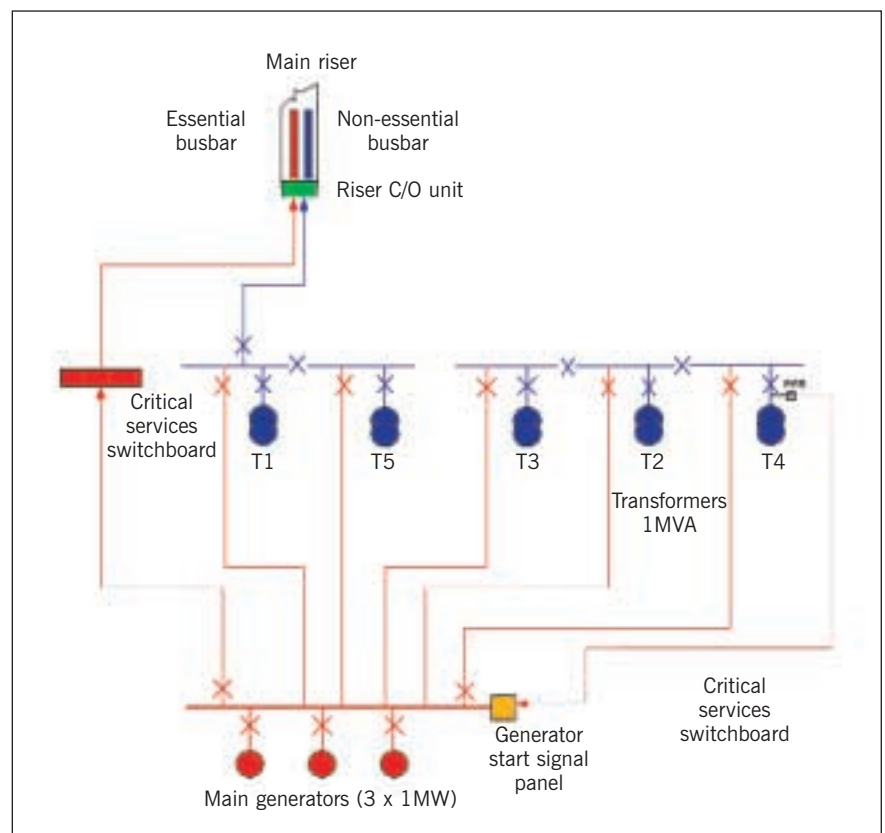 Main riser
Essential
busbar
Non-essential
busbar
Riser C/O unit
Critical
services
switchboard
T1
T5
T3
T2
T4
Transformers
1MVA
Critical
services
switchboard
Generator
start signal
panel
Main generators (3 x 1MW)